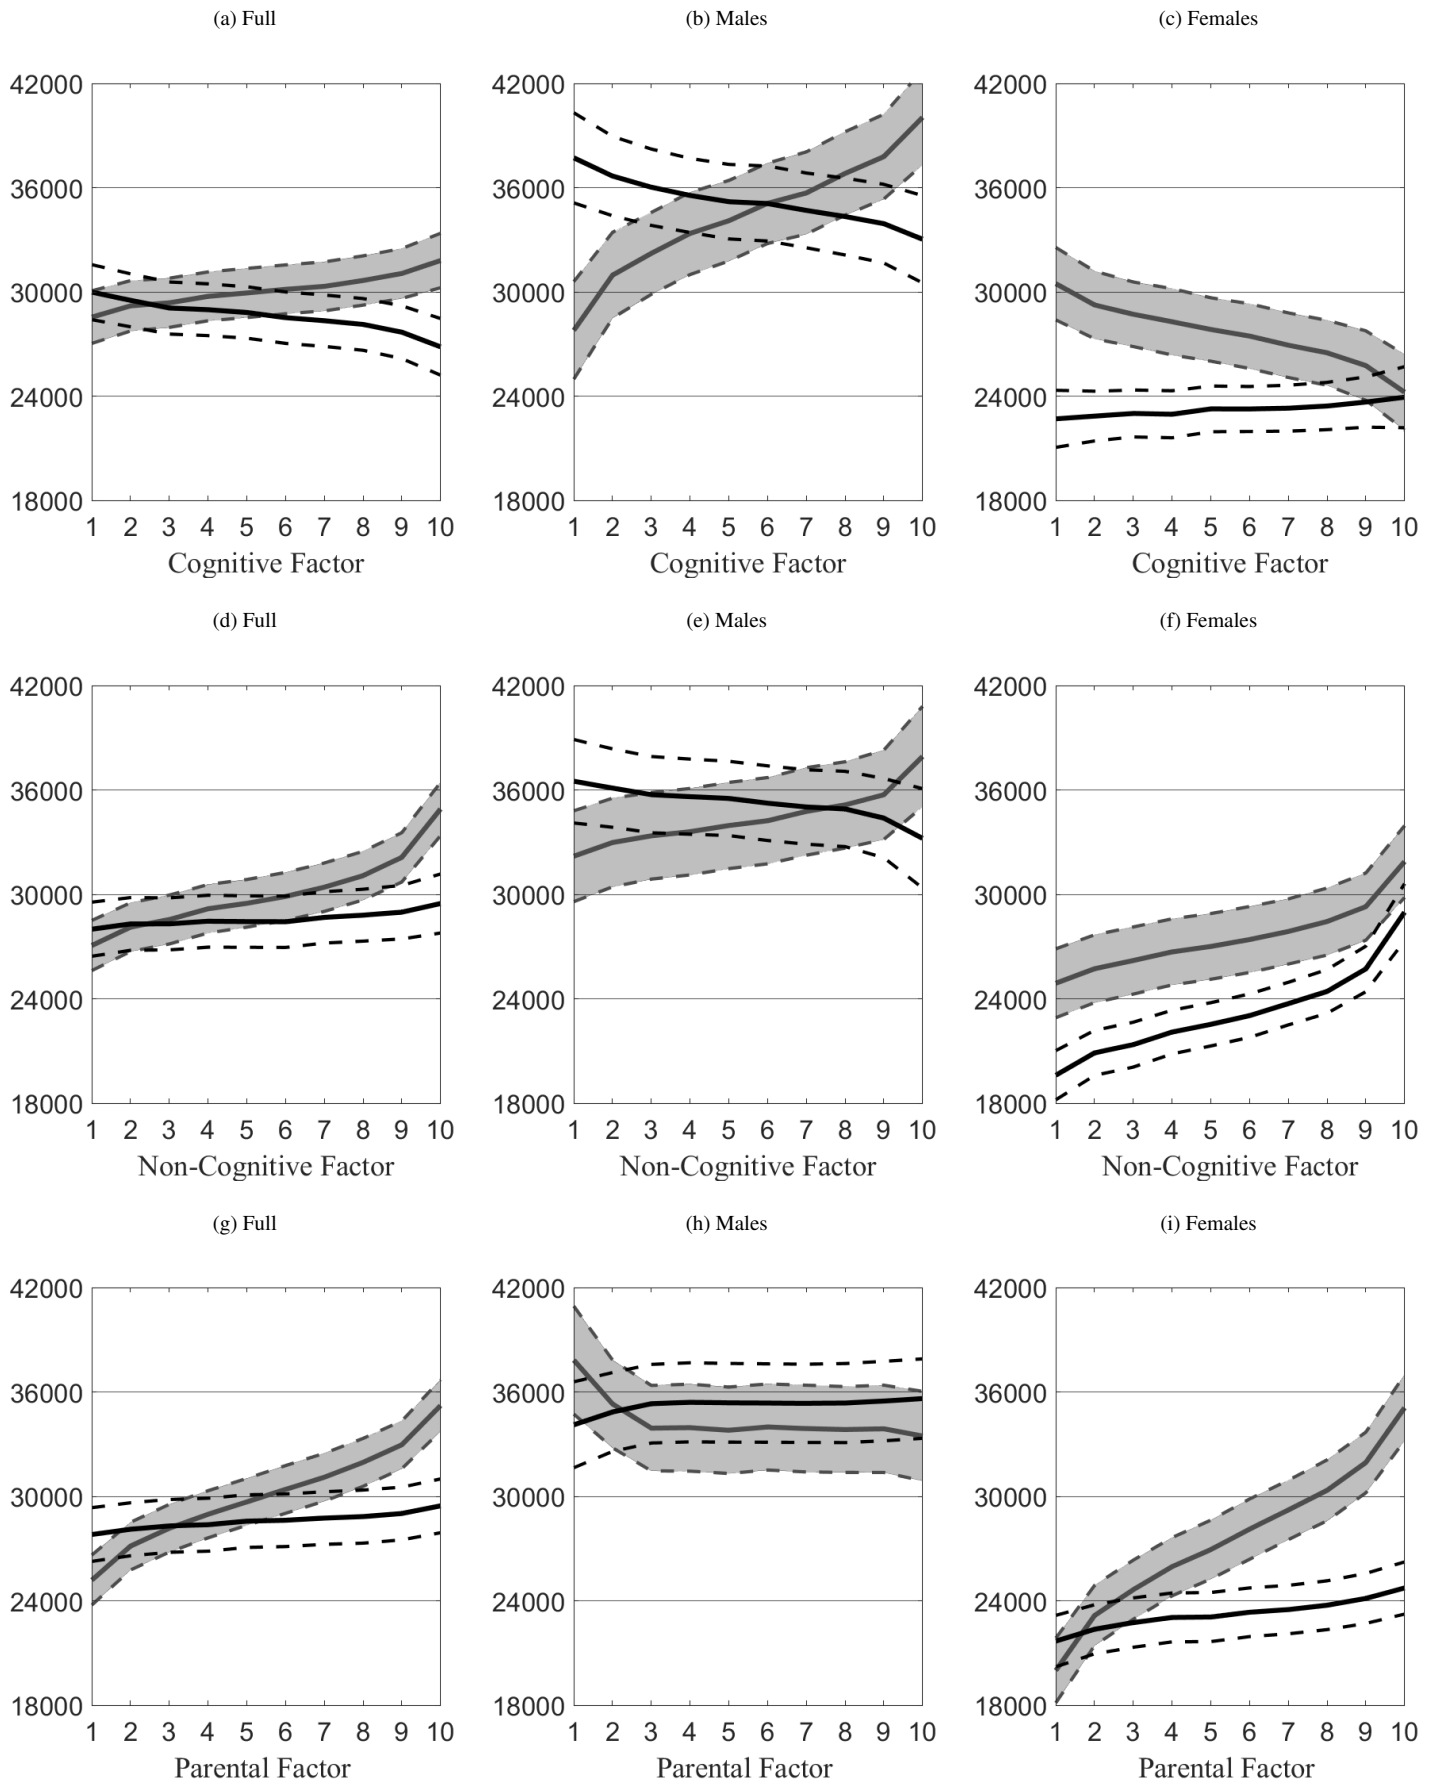 (a) Full (b) Males (c) Females
42000 42000 42000
36000 36000 36000
30000 30000 30000
24000 24000 24000
18000 18000 18000
1 2 3 4 5 6 7 8 9 10 1 2 3 4 5 6 7 8 9 10 1 2 3 4 5 6 7 8 9 10
Cognitive Factor Cognitive Factor Cognitive Factor
(d) Full (e) Males (f) Females
42000 42000 42000
36000 36000 36000
30000 30000 30000
24000 24000 24000
18000 18000 18000
1 2 3 4 5 6 7 8 9 10 1 2 3 4 5 6 7 8 9 10 1 2 3 4 5 6 7 8 9 10
Non-Cognitive Factor Non-Cognitive Factor Non-Cognitive Factor
(g) Full (h) Males (i) Females
42000 42000 42000
36000 36000 36000
30000 30000 30000
24000 24000 24000
18000 18000 18000
1 2 3 4 5 6 7 8 9 10 1 2 3 4 5 6 7 8 9 10 1 2 3 4 5 6 7 8 9 10
Parental Factor Parental Factor Parental Factor